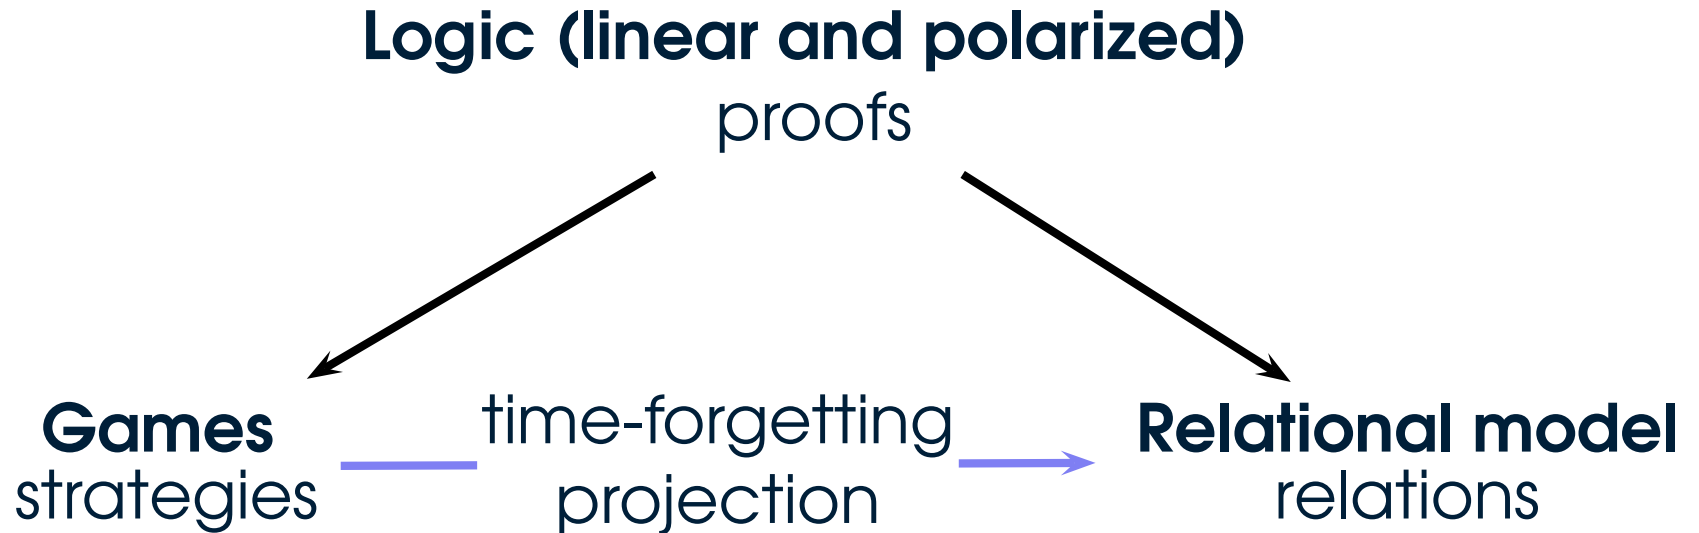 Logic (linear and polarized)
proofs
Games
strategies
time-forgetting
projection
Relational model
relations